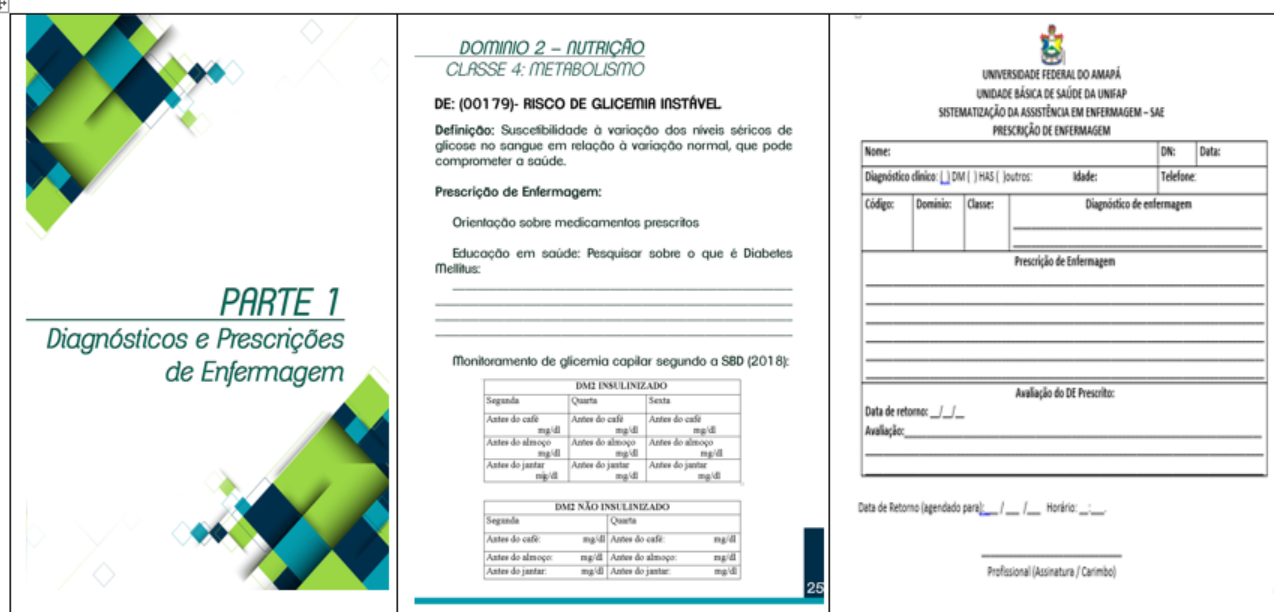 PARTE 1
Diagnósticos e Prescrições
de Enfermagem
DOMINIO 2 – NUTRIÇÃO
CLASSE 4: METABOLISMO
DE: (00179)- RISCO DE GLICEMIA INSTÁVEL
Definição: Suscetibilidade à variação dos níveis séricos de
glicose no sangue em relação à variação normal, que pode
comprometer a saúde.
Prescrição de Enfermagem:
Orientação sobre medicamentos prescritos
Educação em saúde: Pesquisar sobre o que é Diabetes
Mellitus:
Monitoramento de glicemia capilar segundo a SBD (2018):
DM2 INSULINIZADO
Segunda Quarta Sexta
Antes do café Antes do café Antes do café
mg/dl mg/dl mg/dl
Antes do almoço Antes do almoço Antes do almoço
mg/dl mg/dl mg/dl
Antes do jantar Antes do jantar Antes do jantar
mg/dl mg/dl mg/dl
DM2 NÃO INSULINIZADO
Segunda Quarta
Antes do café: mg/dl Antes do café: mg/dl
Antes do almoço: mg/dl Antes do almoço: mg/dl
Antes do jantar: mg/dl Antes do jantar: mg/dl
25
UNIVERSIDADE FEDERAL DO AMAPÁ
UNIDADE BÁSICA DE SAÚDE DA UNIFAP
SISTEMATIZAÇÃO DA ASSISTÊNCIA EM ENFERMAGEM – SAE
PRESCRIÇÃO DE ENFERMAGEM
Nome: DN: Data:
Diagnóstico clínico: ( ) DM ( ) HAS ( )outros: Idade: Telefone:
Código: Domínio: Classe: Diagnóstico de enfermagem
Prescrição de Enfermagem
Avaliação do DE Prescrito:
Data de retorno: __/__/__
Avaliação:
Data de Retorno (agendado para):___ / ___ /___ Horário: __:___.
Profissional (Assinatura / Carimbo)